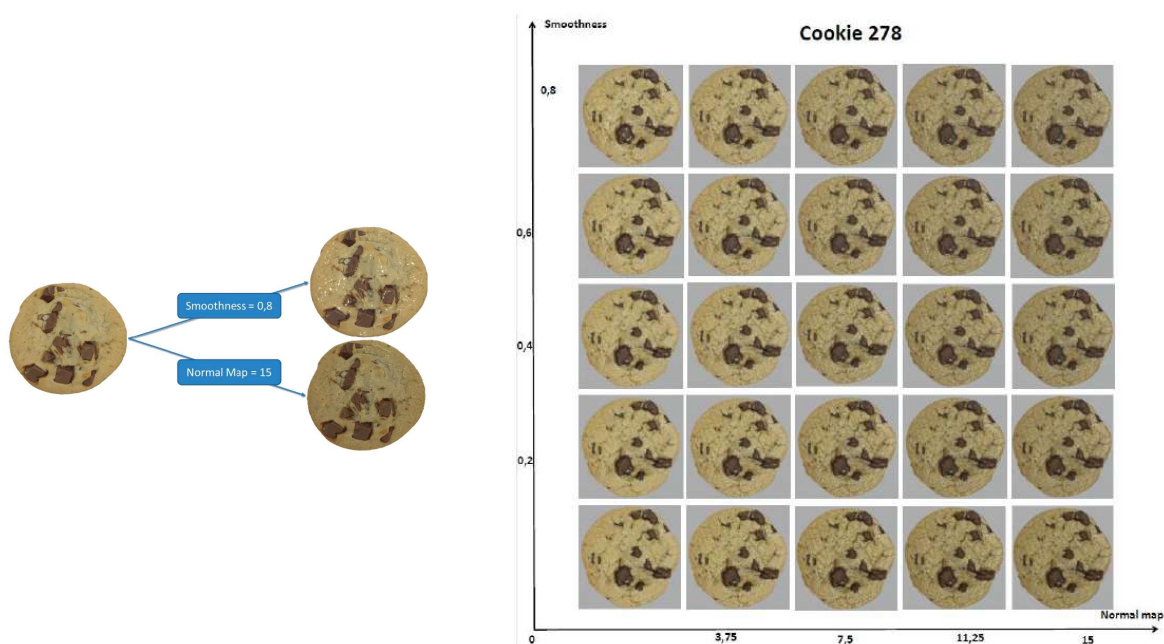 Smoothness = 0,8
Normal Map = 15
Smoothness
Cookie 278
0,8
0,6
0,4
0,2
Normal map
0
3,75
7,5
11,25
15